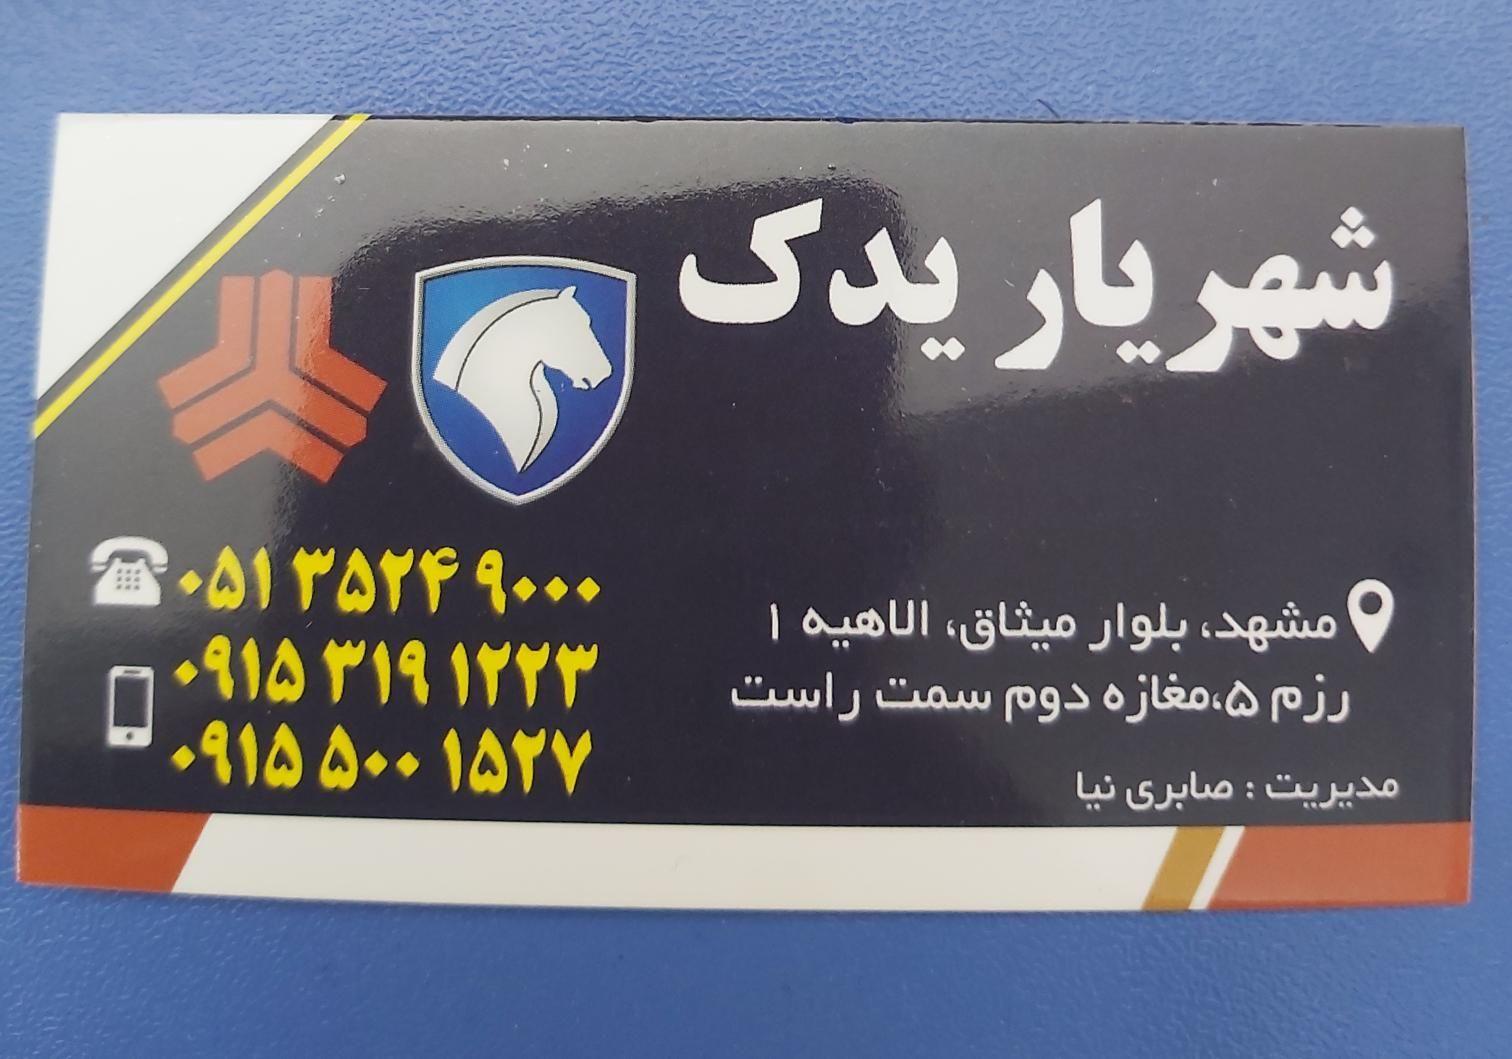 شهریار یدک
۰۵۱ ۳۵۲۴ ۹۰۰۰
۰۹۱۵ ۳۱۹ ۱۲۲۳
۰۹۱۵ ۵۰۰ ۱۵۲۷
مشهد، بلوار میثاق، الاهیه ۱
رزم ۵،مغازه دوم سمت راست
مدیریت : صابری نیا